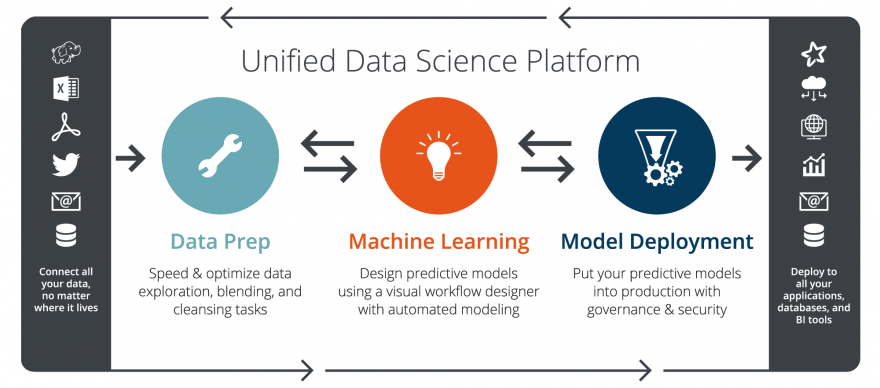 Unified Data Science Platform
X
@
Connect all
your data,
no matter
where it lives
Data Prep
Speed & optimize data
exploration, blending, and
cleansing tasks
Machine Learning
Design predictive models
using a visual workflow designer
with automated modeling
Model Deployment
Put your predictive models
into production with
governance & security
@
Deploy to
all your
applications,
databases, and
BI tools